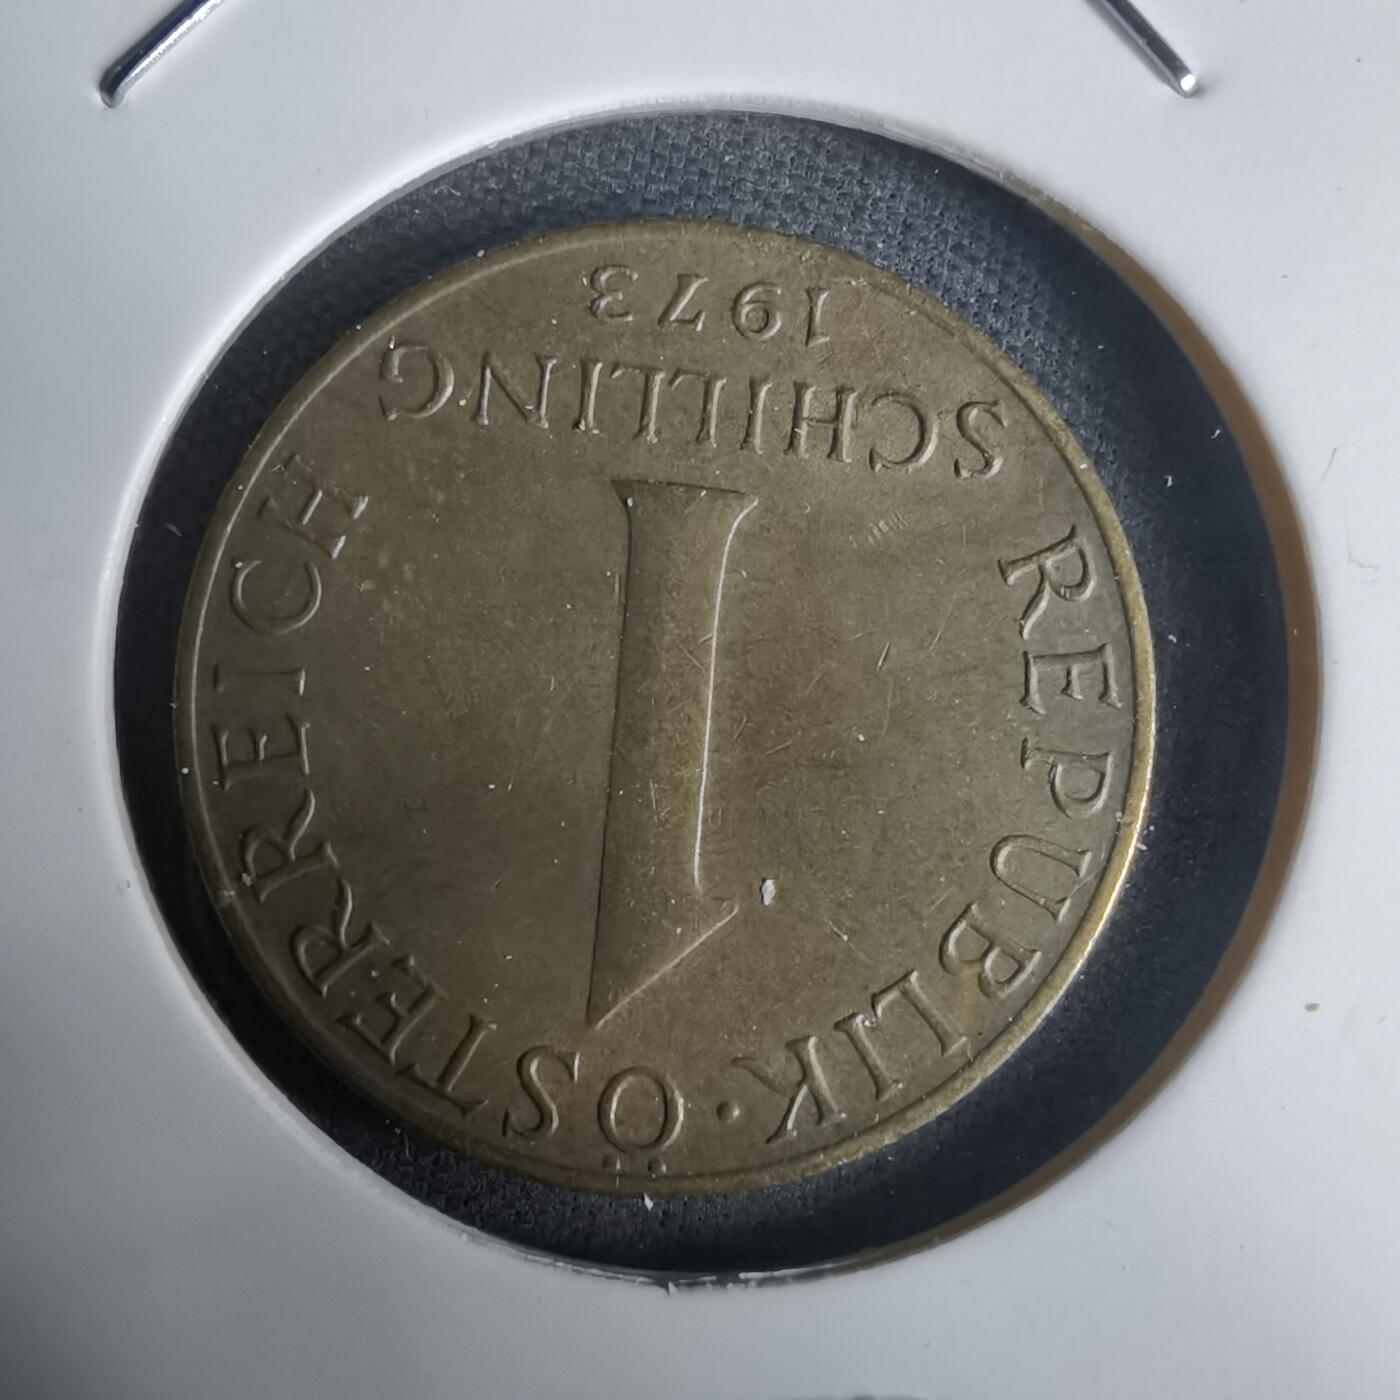 REPUBLIK · ÖSTERREICH
1
SCHILLING
1973